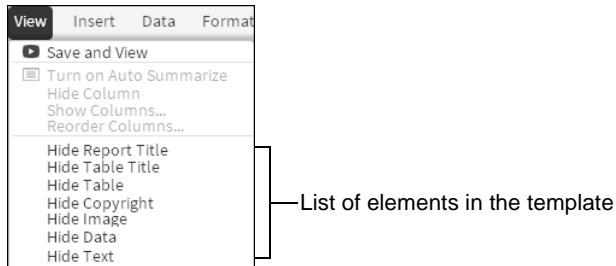 View Insert Data Format
Save and View
Turn on Auto Summarize
Hide Column
Show Columns...
Reorder Columns...
Hide Report Title
Hide Table Title
Hide Table
Hide Copyright
Hide Image
Hide Data
Hide Text
List of elements in the template